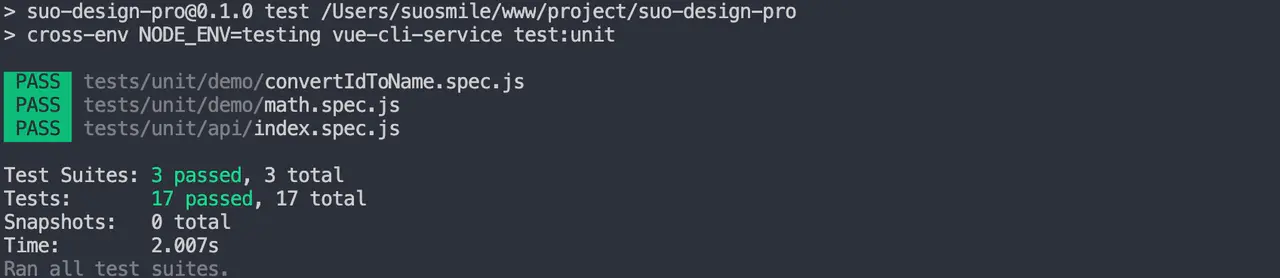 > suo-design-pro@0.1.0 test /Users/suosmile/www/project/suo-design-pro
> cross-env NODE_ENV=testing vue-cli-service test:unit
PASS tests/unit/demo/convertIdToName.spec.js
PASS tests/unit/demo/math.spec.js
PASS tests/unit/api/index.spec.js
Test Suites: 3 passed, 3 total
Tests: 17 passed, 17 total
Snapshots: 0 total
Time: 2.007s
Ran all test suites.